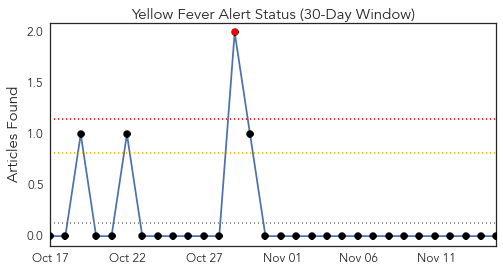 Yellow Fever Alert Status (30-Day Window)
Articles Found
2.0
1.5
1.0
0.5
0.0
Oct 17 Oct 22 Oct 27 Nov 01 Nov 06 Nov 11